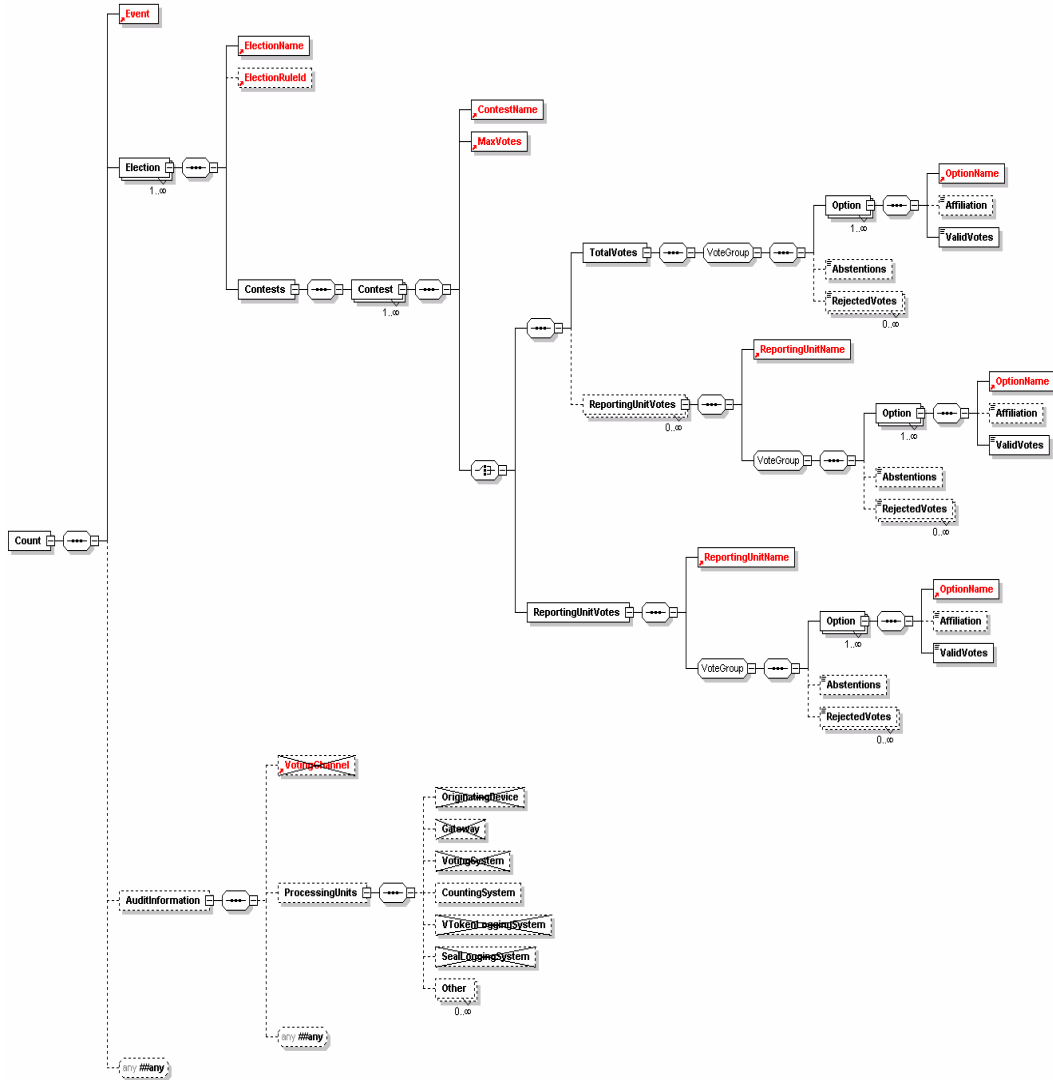 Event
ElectionName
ElectionRuleId
ContestName
MaxVotes
Election
1..∞
OptionName
Option
Affiliation
1..∞
ValidVotes
TotalVotes
VoteGroup
Abstentions
Contests
Contest
RejectedVotes
1..∞
0..∞
ReportingUnitName
OptionName
ReportingUnitVotes
Option
Affiliation
0..∞
1..∞
ValidVotes
VoteGroup
Abstentions
RejectedVotes
0..∞
Count
ReportingUnitName
OptionName
ReportingUnitVotes
Option
Affiliation
1..∞
ValidVotes
VoteGroup
Abstentions
RejectedVotes
0..∞
VotingChannel
OriginatingDevice
Gateway
VotingSystem
AuditInformation
ProcessingUnits
CountingSystem
VTokenLoggingSystem
SealLoggingSystem
Other
0..∞
any ##any
any ##any